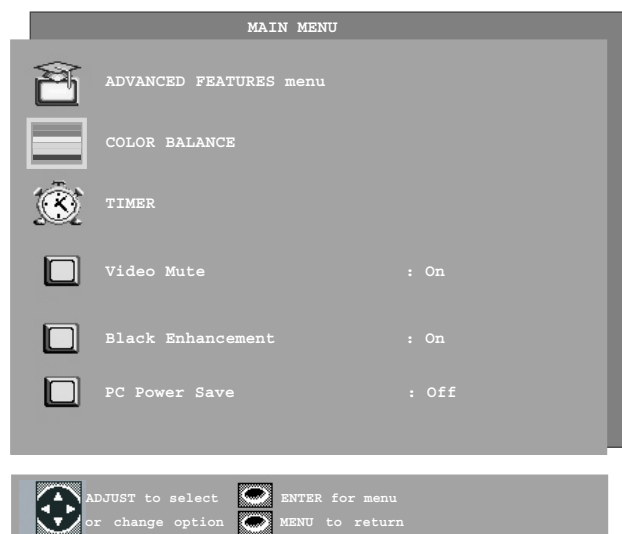 MAIN MENU
ADVANCED FEATURES menu
COLOR BALANCE
TIMER
Video Mute : On
Black Enhancement : On
PC Power Save : Off
ADJUST to select ENTER for menu
or change option MENU to return